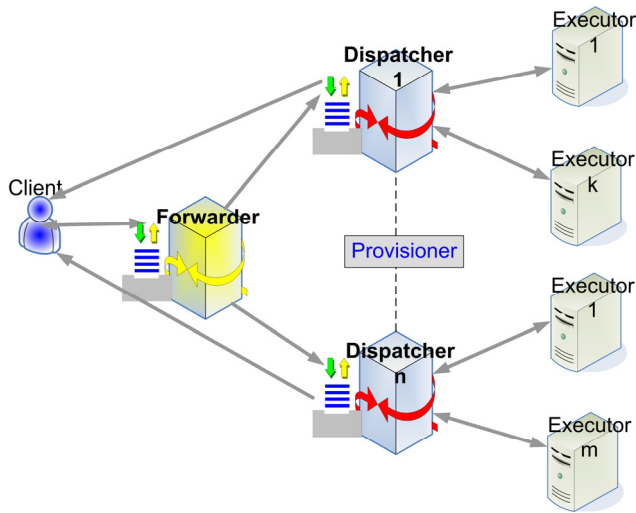 Dispatcher
1
Executor
1
Executor
k
Client
Forwarder
Provisioner
Executor
1
Dispatcher
n
Executor
m